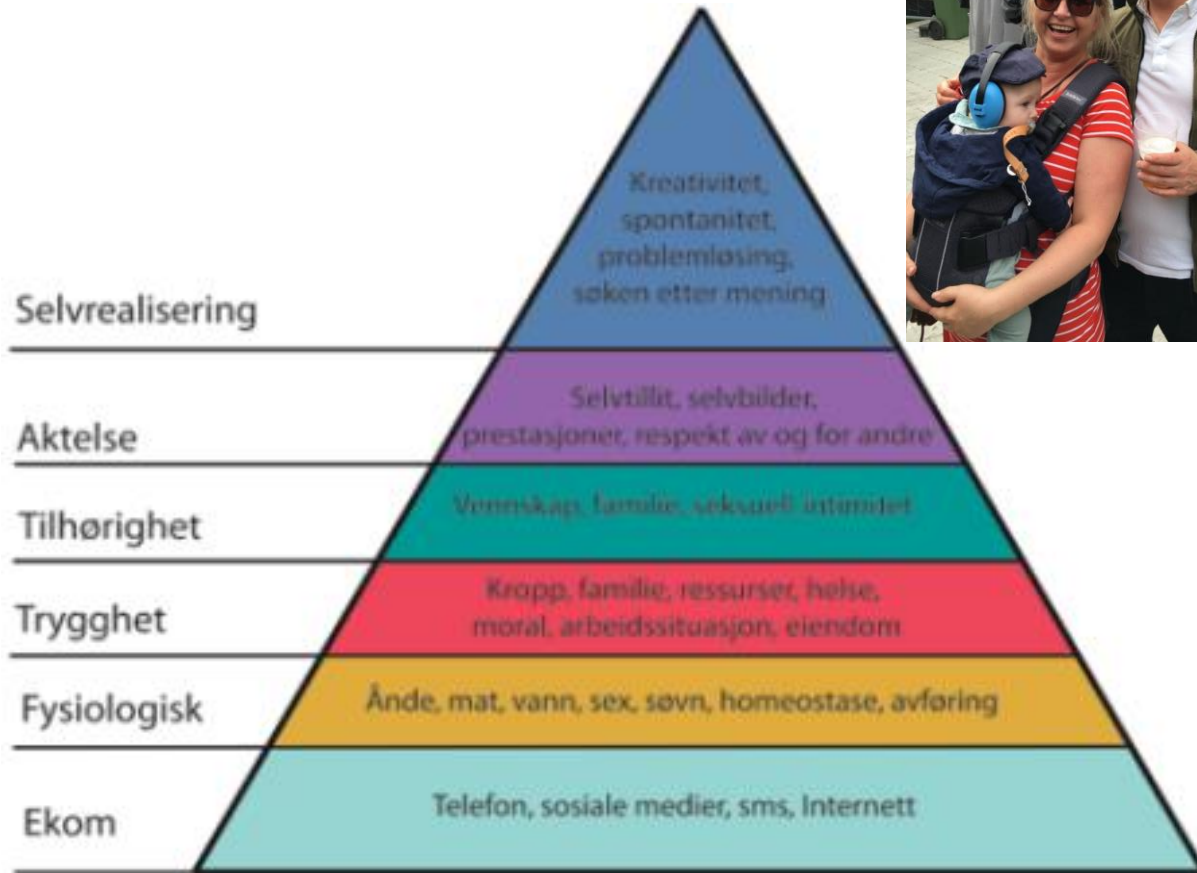 Kreativitet,
spontanitet,
problemløsing,
søken etter mening
Selvrealisering
Selvtillit, selvbilder,
prestasjoner, respekt av og for andre
Aktelse
Vennskap, familie, seksuell intimitet
Tilhørighet
Kropp, familie, ressurser, helse,
moral, arbeidssituasjon, eiendom
Trygghet
Ånde, mat, vann, sex, søvn, homeostase, avføring
Fysiologisk
Telefon, sosiale medier, sms, Internett
Ekom